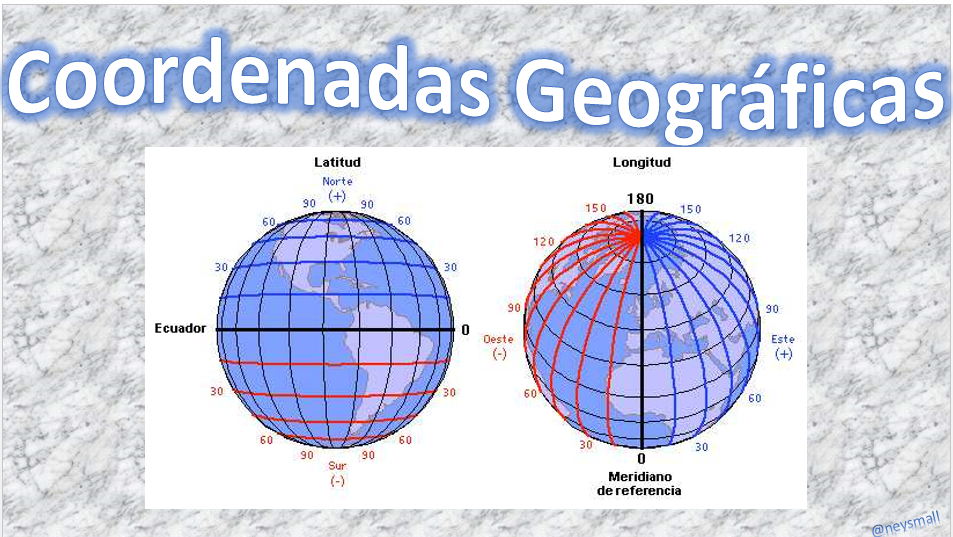 Coordenadas Geográficas
Latitud
Norte
(+)
90 90
60 60
30 30
Ecuador 0
30 30
60 60
90 90
Sur
(-)
Longitud
180
150 150
120 120
90 90
Oeste
(-)
Este
(+)
60 60
30 30
0
Meridiano
de referencia
@neysmall